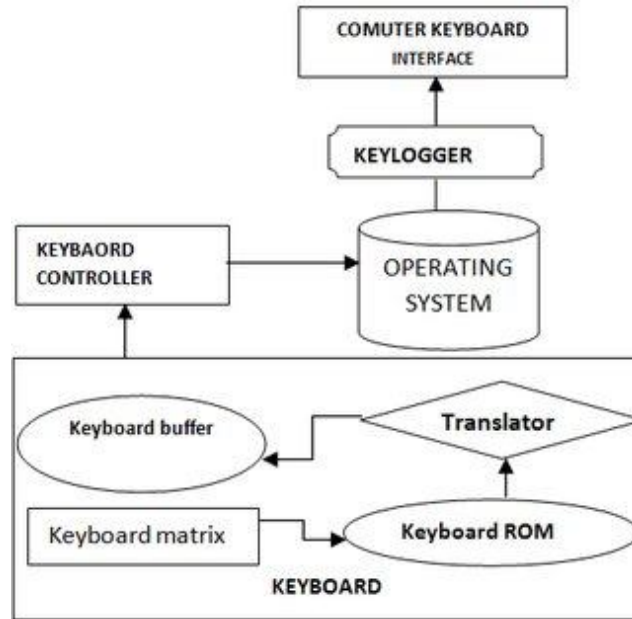 COMUTER KEYBOARD
INTERFACE
KEYLOGGER
KEYBAORD
CONTROLLER
OPERATING
SYSTEM
Keyboard buffer
Translator
Keyboard matrix
Keyboard ROM
KEYBOARD